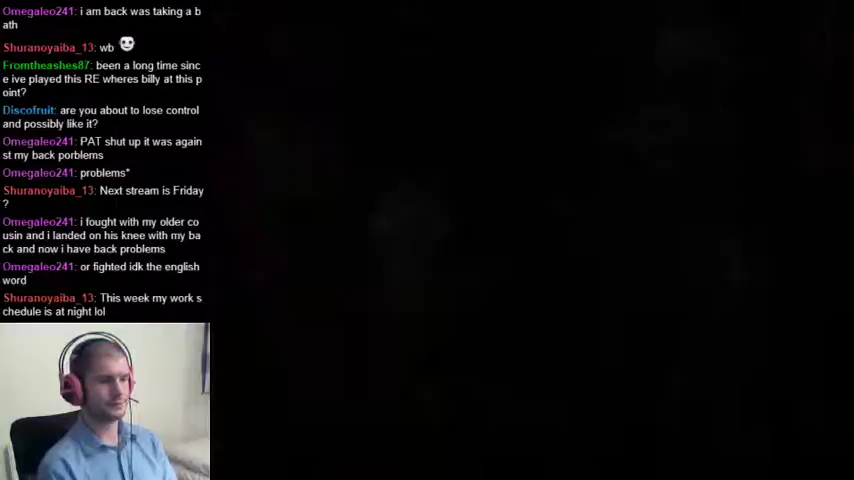 Omegaleo241: i am back was taking a b
ath
Shuranoyaiba_13: wb
Fromtheashes87: been a long time sinc
e ive played this RE wheres billy at this p
oint?
Discofruit: are you about to lose control
and possibly like it?
Omegaleo241: PAT shut up it was again
st my back porblems
Omegaleo241: problems*
Shuranoyaiba_13: Next stream is Friday
?
Omegaleo241: i fought with my older co
usin and i landed on his knee with my ba
ck and now i have back problems
Omegaleo241: or fighted idk the english
word
Shuranoyaiba_13: This week my work s
chedule is at night lol